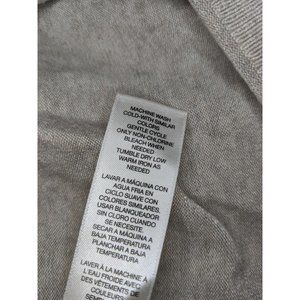 MACHINE WASH
COLD-WITH SIMILAR
COLORS
GENTLE CYCLE
ONLY NON-CHLORINE
BLEACH WHEN
NEEDED
TUMBLE DRY LOW
WARM IRON AS
NEEDED
LAVAR A MÁQUINA CON
AGUA FRIA EN
CICLO SUAVE CON
COLORES SIMILARES.
USAR BLANQUEADOR
SIN CLORO CUANDO
SE NECESITE
SECAR A MÁQUINA A
BAJA TEMPERATURA
PLANCHAR A BAJA
TEMPERATURA
LAVER À LA MACHINE À
L'EAU FROIDE AVEC
DES VÊTEMENTS DE